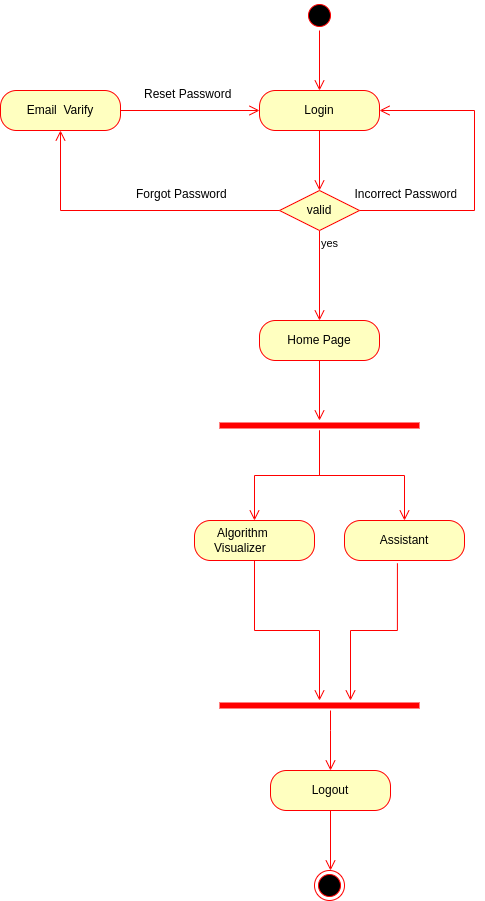 Reset Password
Email  Varify
Login
Forgot Password
Incorrect Password
valid
yes
Home Page
Algorithm
Visualizer
Assistant
Logout